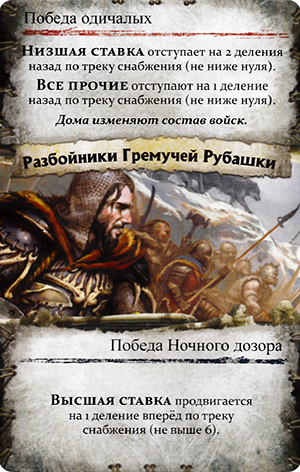 Победа одичалых
Низшая ставка отступает на 2 деления
назад по треку снабжения (не ниже нуля).
Все прочие отступают на 1 деление
назад по треку снабжения (не ниже нуля).
Дома изменяют состав войск.
Разбойники Гремучей Рубашки
Победа Ночного дозора
Высшая ставка продвигается
на 1 деление вперёд по треку
снабжения (не выше 6).